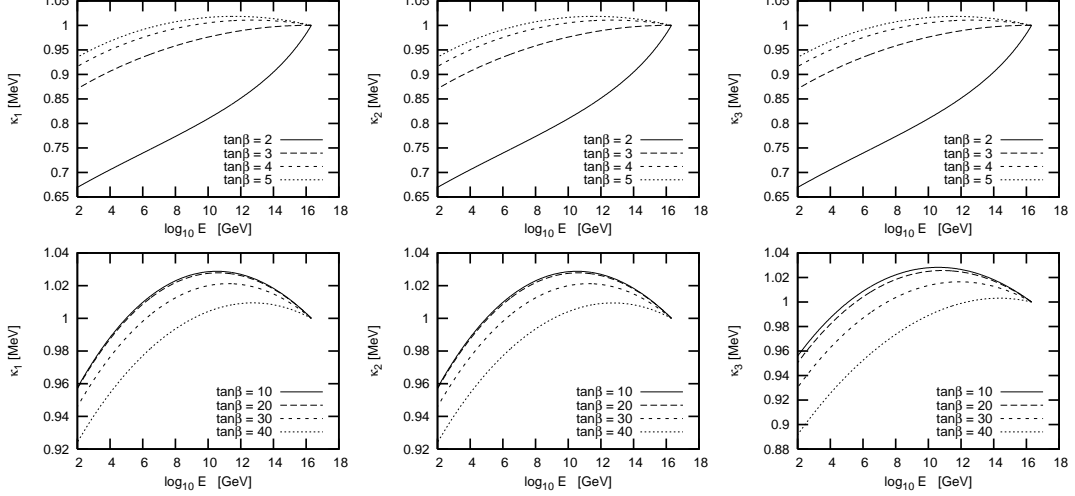 1.05
1
0.95
0.9
0.85
0.8
0.75
0.7
0.65
κ1 [MeV]
tanβ = 2
tanβ = 3
tanβ = 4
tanβ = 5
2 4 6 8 10 12 14 16 18
log10 E [GeV]
1.05
1
0.95
0.9
0.85
0.8
0.75
0.7
0.65
κ2 [MeV]
tanβ = 2
tanβ = 3
tanβ = 4
tanβ = 5
2 4 6 8 10 12 14 16 18
log10 E [GeV]
1.05
1
0.95
0.9
0.85
0.8
0.75
0.7
0.65
κ3 [MeV]
tanβ = 2
tanβ = 3
tanβ = 4
tanβ = 5
2 4 6 8 10 12 14 16 18
log10 E [GeV]
1.04
1.02
1
0.98
0.96
0.94
0.92
κ1 [MeV]
tanβ = 10
tanβ = 20
tanβ = 30
tanβ = 40
2 4 6 8 10 12 14 16 18
log10 E [GeV]
1.04
1.02
1
0.98
0.96
0.94
0.92
κ2 [MeV]
tanβ = 10
tanβ = 20
tanβ = 30
tanβ = 40
2 4 6 8 10 12 14 16 18
log10 E [GeV]
1.04
1.02
1
0.98
0.96
0.94
0.92
0.9
0.88
κ3 [MeV]
tanβ = 10
tanβ = 20
tanβ = 30
tanβ = 40
2 4 6 8 10 12 14 16 18
log10 E [GeV]